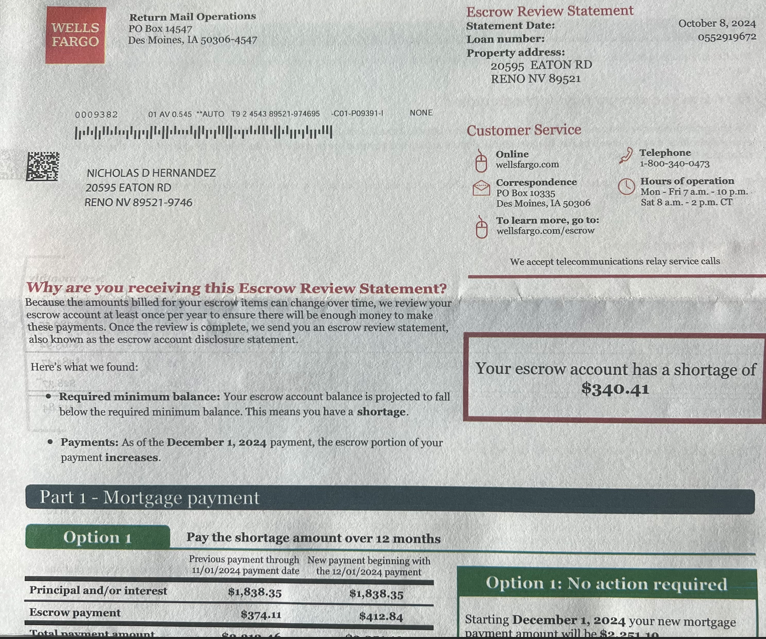 WELLS
FARGO
Return Mail Operations
PO Box 14547
Des Moines, IA 50306-4547
Escrow Review Statement
Statement Date: October 8, 2024
Loan number: 0552919672
Property address:
20595 EATON RD
RENO NV 89521
0009382 01 AV 0.545 **AUTO T9 2 4543 89521-974695 -C01-P09391-I NONE
NICHOLAS D HERNANDEZ
20595 EATON RD
RENO NV 89521-9746
Customer Service
Online
wellsfargo.com
Correspondence
PO Box 10335
Des Moines, IA 50306
To learn more, go to:
wellsfargo.com/escrow
Telephone
1-800-340-0473
Hours of operation
Mon - Fri 7 a.m. - 10 p.m.
Sat 8 a.m. - 2 p.m. CT
We accept telecommunications relay service calls
Why are you receiving this Escrow Review Statement?
Because the amounts billed for your escrow items can change over time, we review your
escrow account at least once per year to ensure there will be enough money to make
these payments. Once the review is complete, we send you an escrow review statement,
also known as the escrow account disclosure statement.
Here's what we found:
• Required minimum balance: Your escrow account balance is projected to fall
below the required minimum balance. This means you have a shortage.
• Payments: As of the December 1, 2024 payment, the escrow portion of your
payment increases.
Your escrow account has a shortage of
$340.41
Part 1 - Mortgage payment
Option 1 Pay the shortage amount over 12 months
Previous payment through New payment beginning with
11/01/2024 payment date the 12/01/2024 payment
Principal and/or interest $1,838.35 $1,838.35
Escrow payment $374.11 $412.84
Total payment amount
Option 1: No action required
Starting December 1, 2024 your new mortgage
payment amount will be $2,251.19